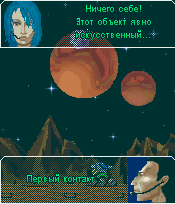 Ничего себе!
Этот объект явно
искусственный...
Первый контакт